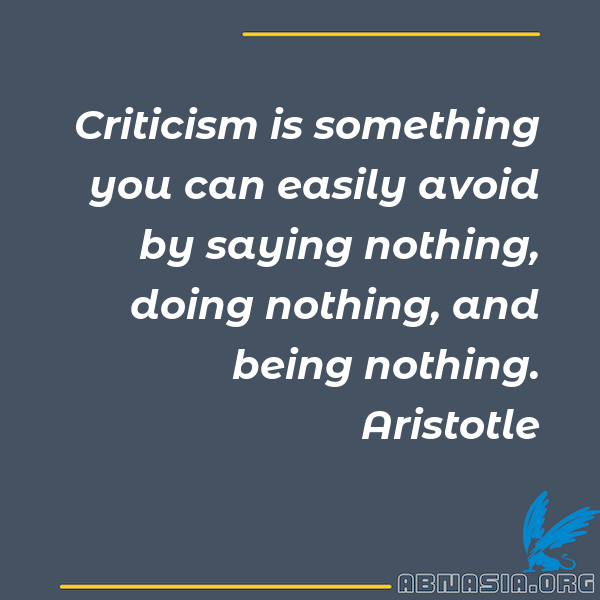 Criticism is something
you can easily avoid
by saying nothing,
doing nothing, and
being nothing.
Aristotle
ABNASIA.ORG